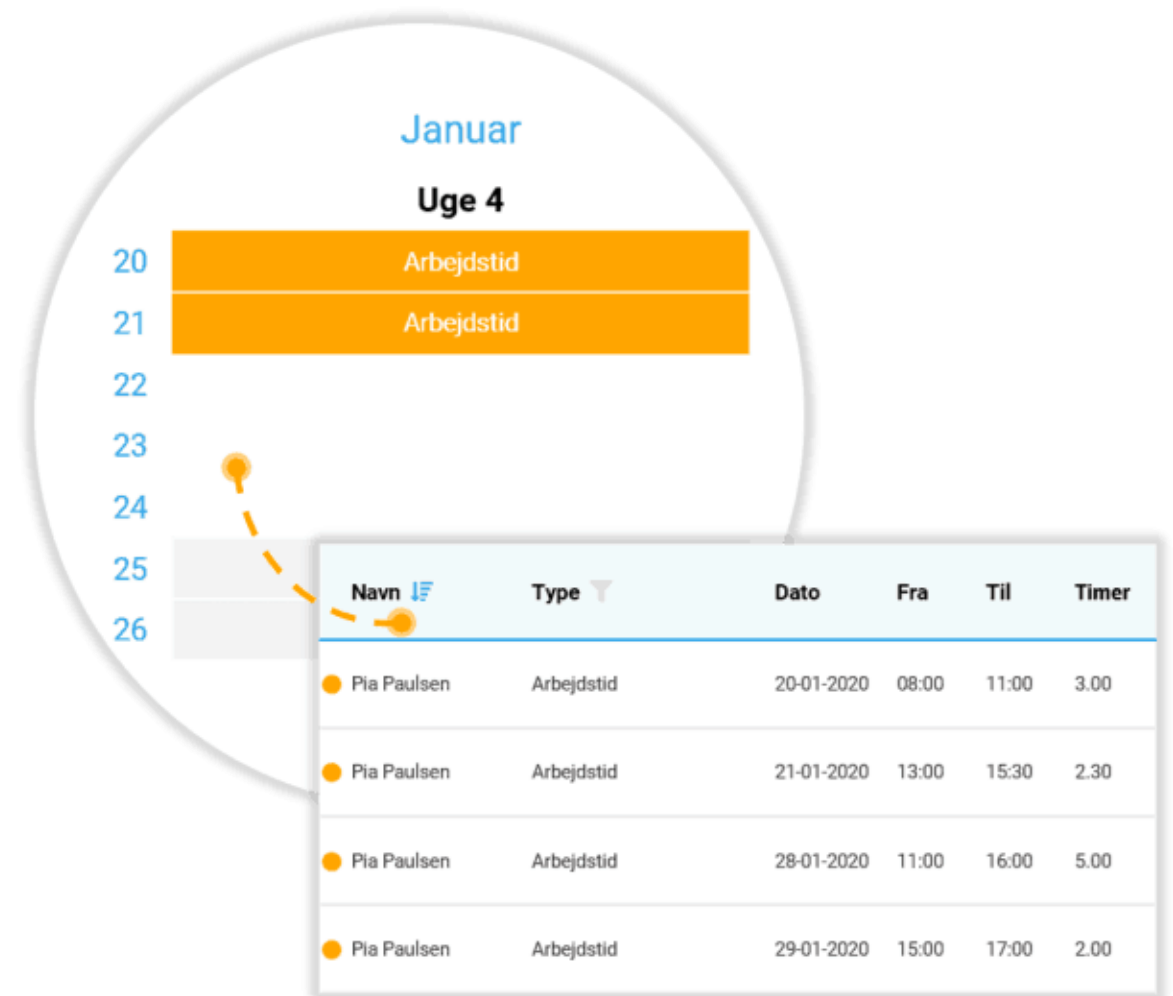 Januar
Uge 4
20 Arbejdstid
21 Arbejdstid
22
23
24
25
26
Navn Type Dato Fra Til Timer
Pia Paulsen Arbejdstid 20-01-2020 08:00 11:00 3.00
Pia Paulsen Arbejdstid 21-01-2020 13:00 15:30 2.30
Pia Paulsen Arbejdstid 28-01-2020 11:00 16:00 5.00
Pia Paulsen Arbejdstid 29-01-2020 15:00 17:00 2.00